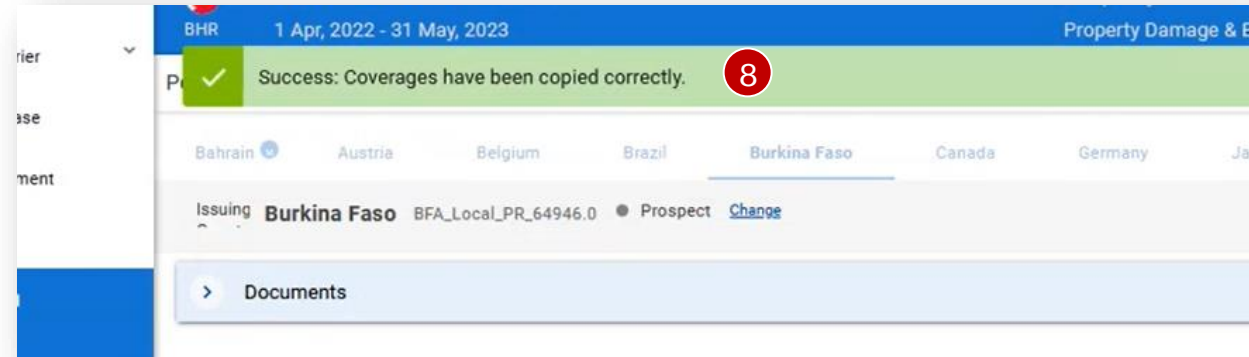 BHR 1 Apr, 2022 - 31 May, 2023 Property Damage &
rier
Success: Coverages have been copied correctly. 8
ase
Bahrain Austria Belgium Brazil Burkina Faso Canada Germany
ment
Issuing Burkina Faso BFA_Local_PR_64946.0 Prospect Change
Documents